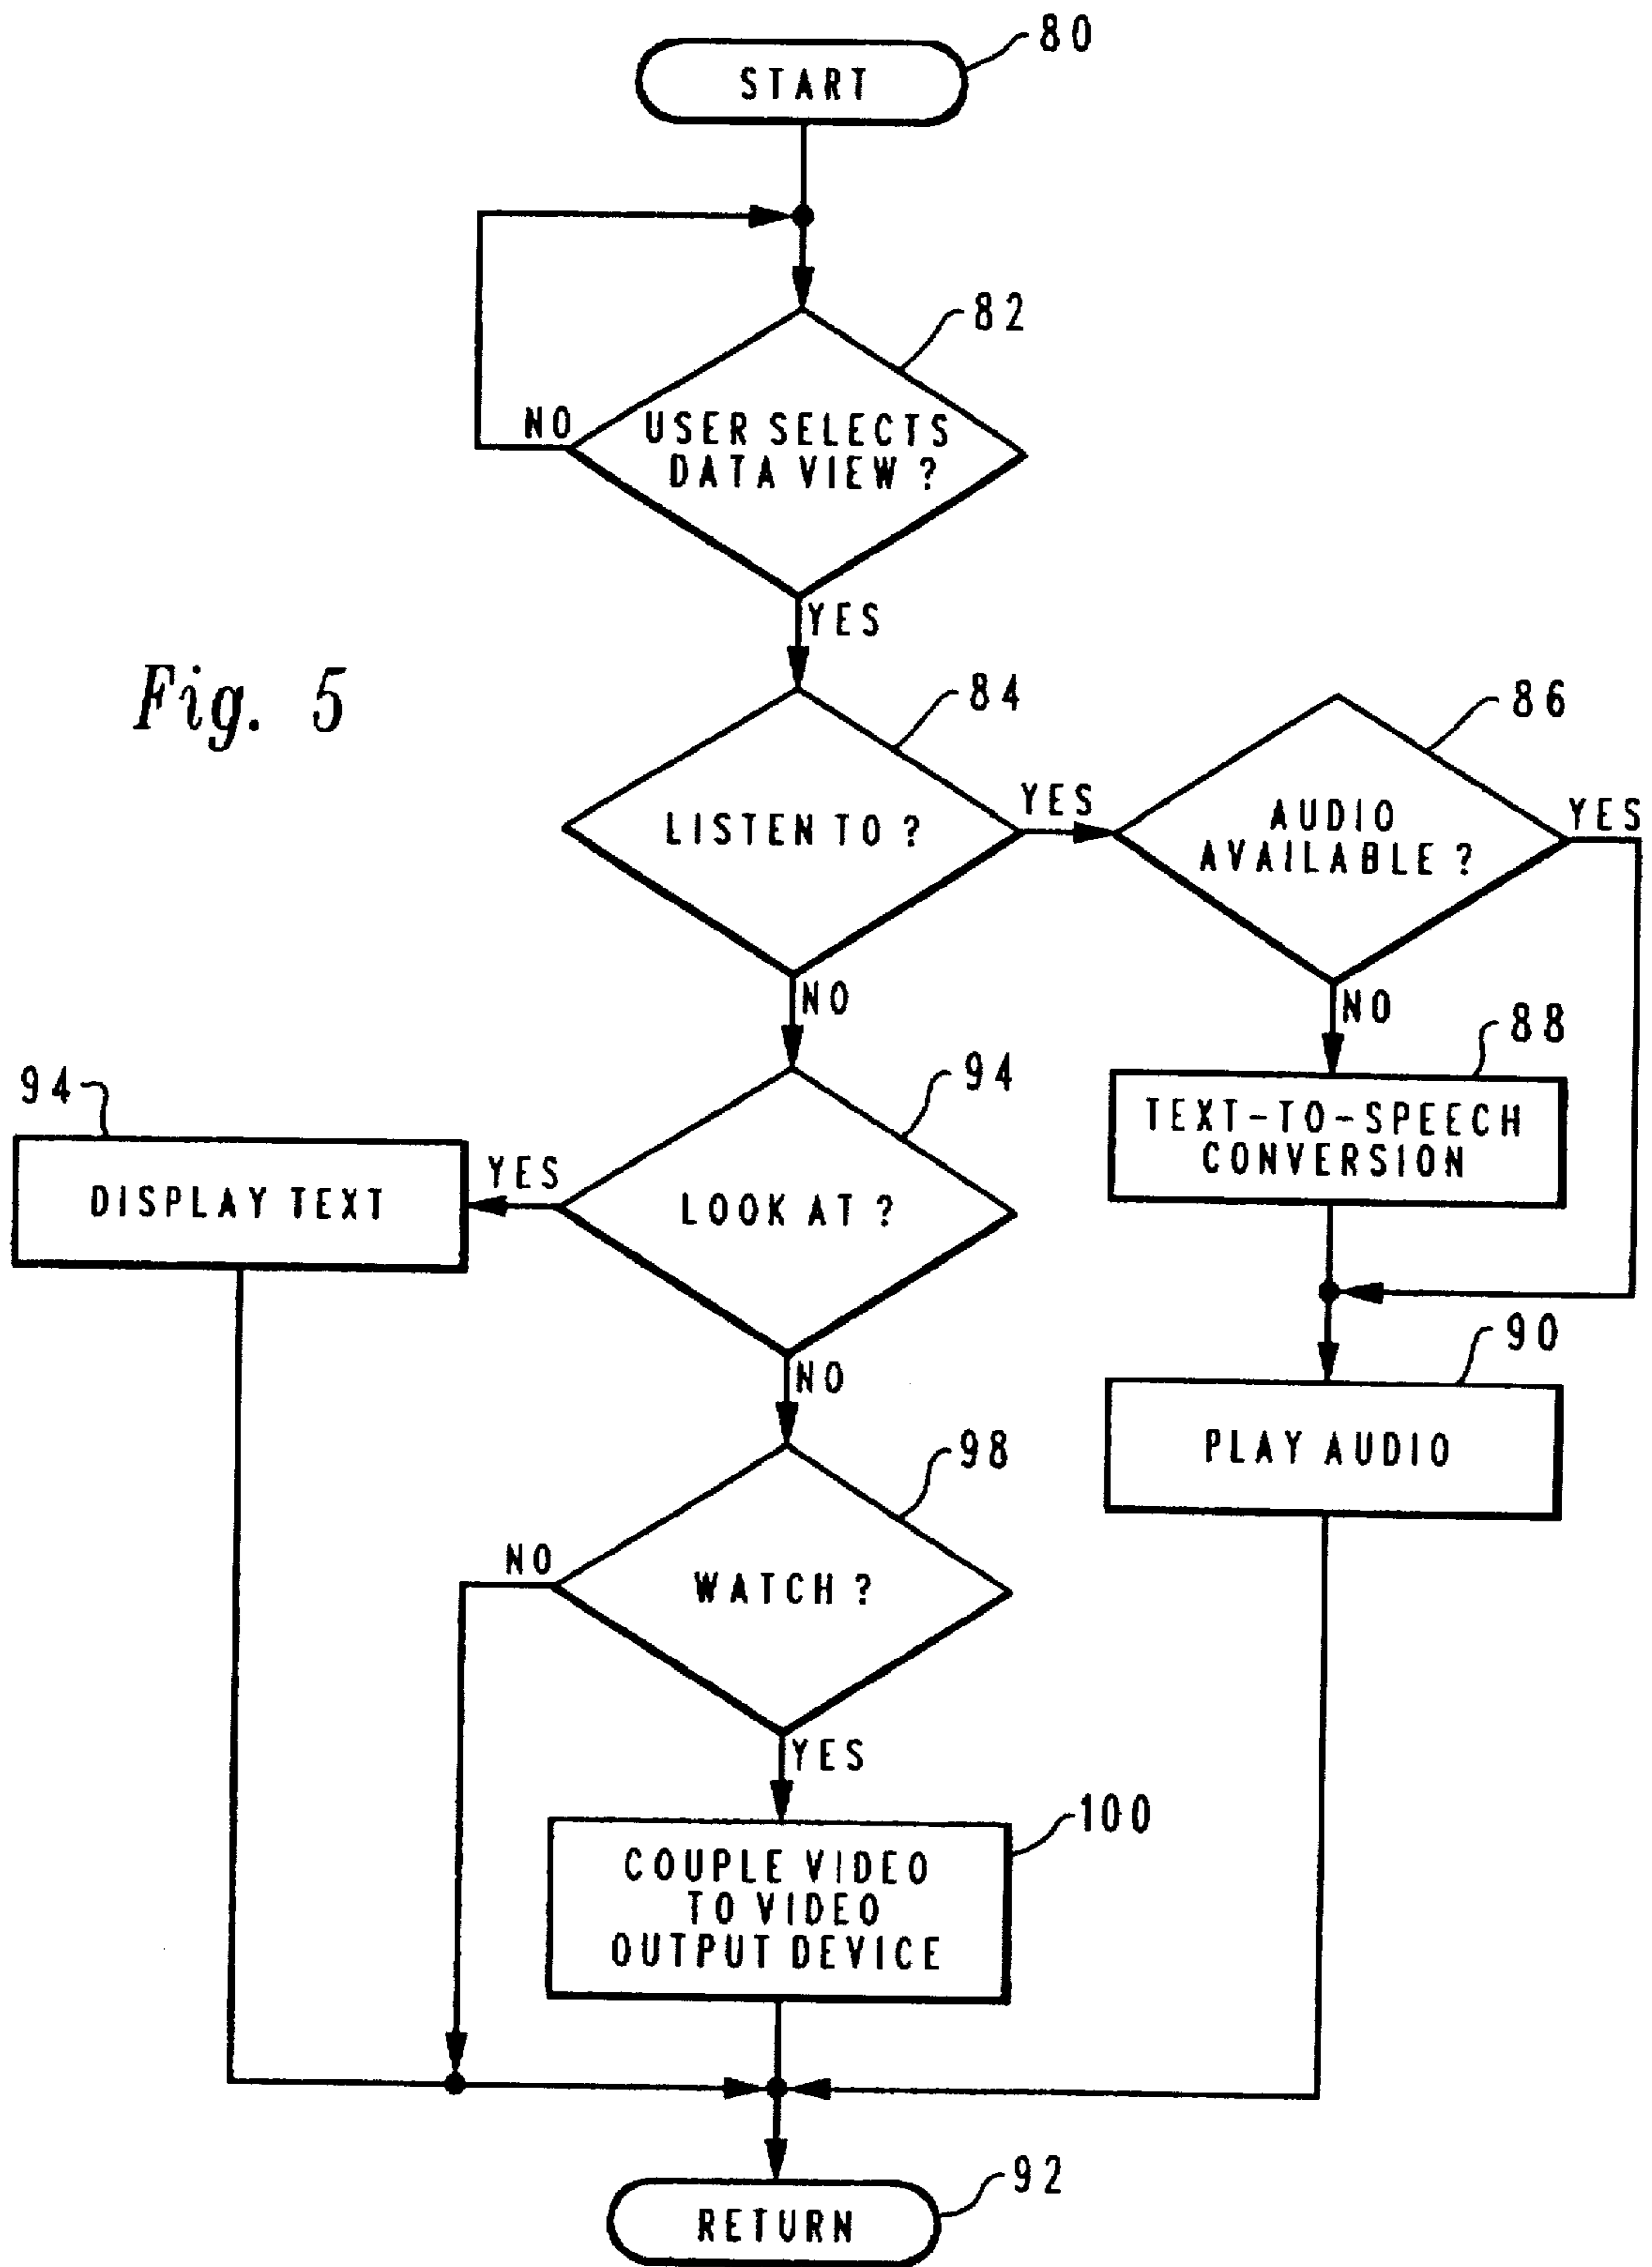 80
START
82
NO
USER SELECTS
DATA VIEW ?
YES
Fig. 5
84
86
LISTEN TO ?
YES
AUDIO
AVAILABLE ?
YES
NO
NO
88
94
94
TEXT-TO-SPEECH
CONVERSION
DISPLAY TEXT
YES
LOOK AT ?
90
NO
PLAY AUDIO
98
NO
WATCH ?
YES
100
COUPLE VIDEO
TO VIDEO
OUTPUT DEVICE
92
RETURN